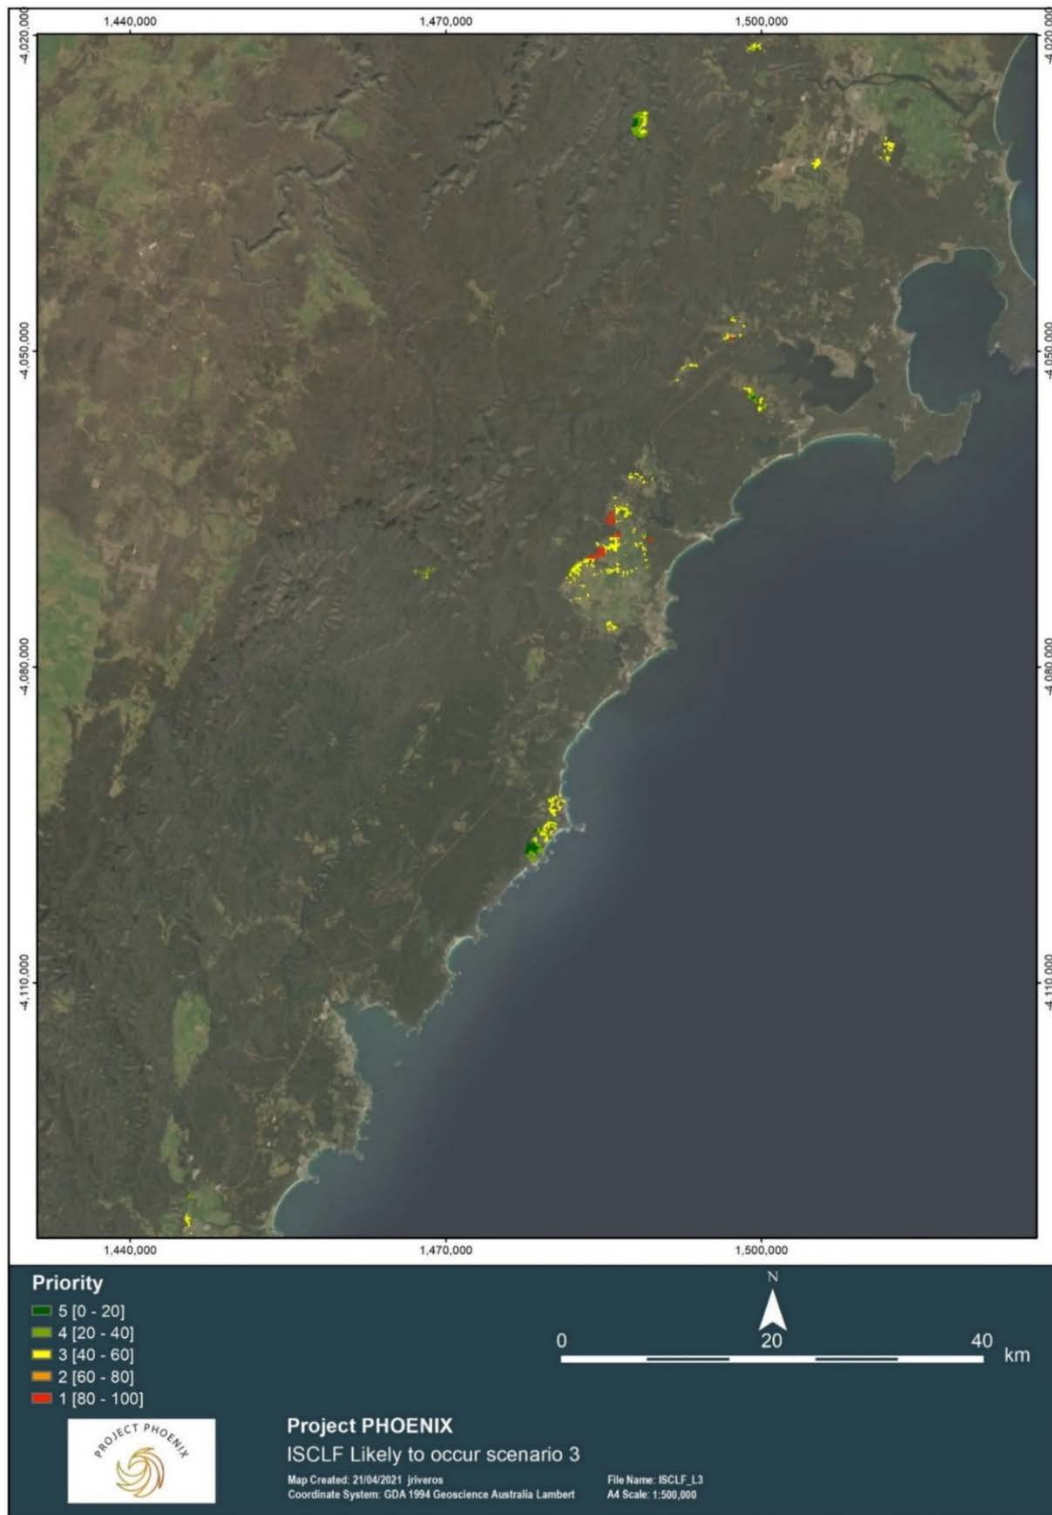 1,440,000 1,470,000 1,500,000
-4,020,000 -4,020,000
-4,050,000 -4,050,000
-4,080,000 -4,080,000
-4,110,000 -4,110,000
1,440,000 1,470,000 1,500,000
Priority
5 [0 - 20]
4 [20 - 40]
3 [40 - 60]
2 [60 - 80]
1 [80 - 100]
N
0 20 40 km
PROJECT PHOENIX
Project PHOENIX
ISCLF Likely to occur scenario 3
Map Created: 21/04/2021 jriveros File Name: ISCLF_L3
Coordinate System: GDA 1994 Geoscience Australia Lambert A4 Scale: 1:500,000